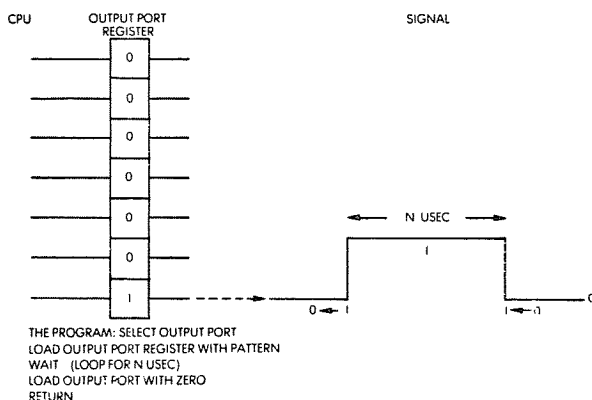 CPU
OUTPUT PORT
REGISTER
SIGNAL
0
0
0
0
0
0
1
N USEC
1
0
1
1
0
0
THE PROGRAM: SELECT OUTPUT PORT
LOAD OUTPUT PORT REGISTER WITH PATTERN
WAIT (LOOP FOR N USEC)
LOAD OUTPUT PORT WITH ZERO
RETURN